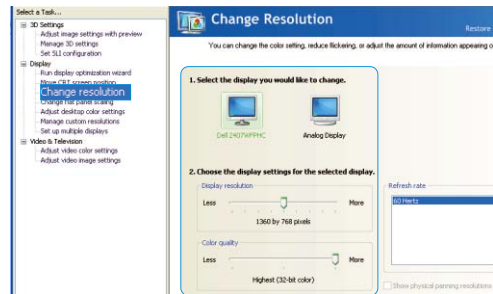 Select a Task...
3D Settings
Adjust image settings with preview
Manage 3D settings
Set SLI configuration
Display
Run display optimization wizard
Move CRT screen position
Change resolution
Change flat panel scaling
Adjust desktop color settings
Manage custom resolutions
Set up multiple displays
Video & Television
Adjust video color settings
Adjust video image settings
Change Resolution
Restore
You can change the color setting, reduce flickering, or adjust the amount of information appearing o
1. Select the display you would like to change.
Dell 2407WFPHC
Analog Display
2. Choose the display settings for the selected display.
Display resolution
Less
More
1360 by 768 pixels
Color quality
Less
More
Highest (32-bit color)
Refresh rate
60 Hertz
Show physical panning resolutions